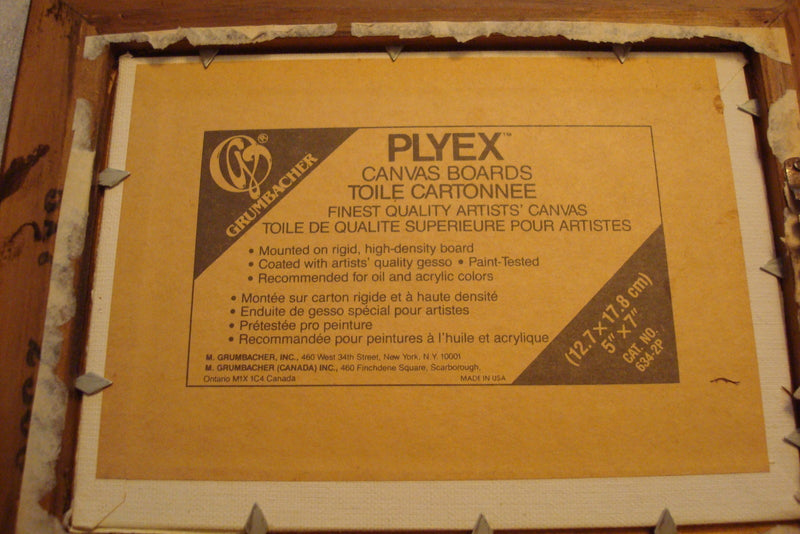 GRUMBACHER®
PLYEX™
CANVAS BOARDS
TOILE CARTONNEE
FINEST QUALITY ARTISTS' CANVAS
TOILE DE QUALITE SUPERIEURE POUR ARTISTES
• Mounted on rigid, high-density board
• Coated with artists' quality gesso • Paint-Tested
• Recommended for oil and acrylic colors
• Montée sur carton rigide et à haute densité
• Enduite de gesso spécial pour artistes
• Prétestée pro peinture
• Recommandée pour peintures à l'huile et acrylique
M. GRUMBACHER, INC., 460 West 34th Street, New York, N.Y. 10001
M. GRUMBACHER (CANADA) INC., 460 Finchdene Square, Scarborough,
Ontario M1X 1C4 Canada
MADE IN USA
(12.7 × 17.8 cm)
5" × 7"
CAT. NO.
634-2P